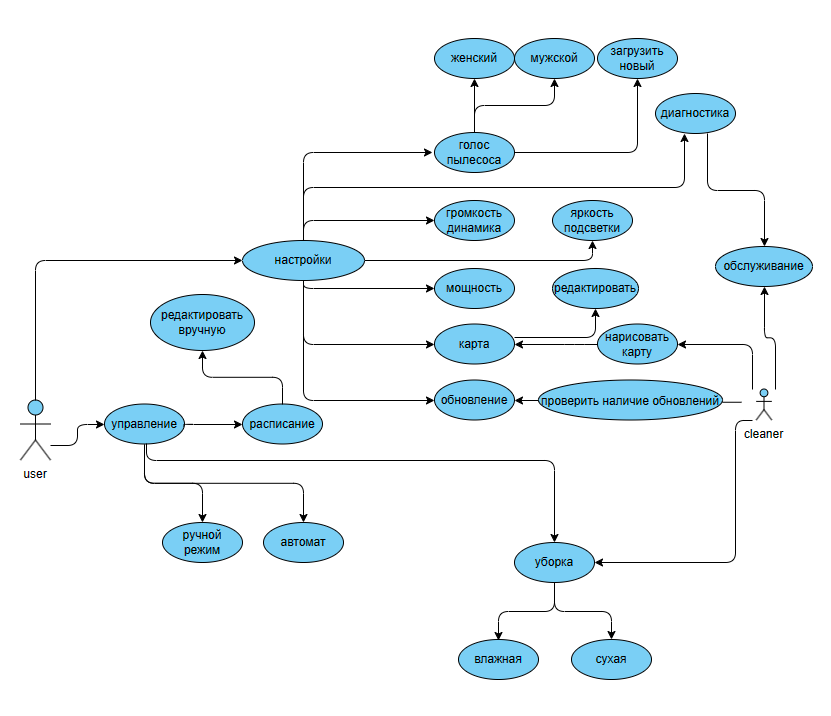 женский
мужской
загрузить
новый
диагностика
голос
пылесоса
громкость
динамика
яркость
подсветки
настройки
обслуживание
мощность
редактировать
редактировать
вручную
карта
нарисовать
карту
обновление
проверить наличие обновлений
управление
расписание
user
cleaner
ручной
режим
автомат
уборка
влажная
сухая